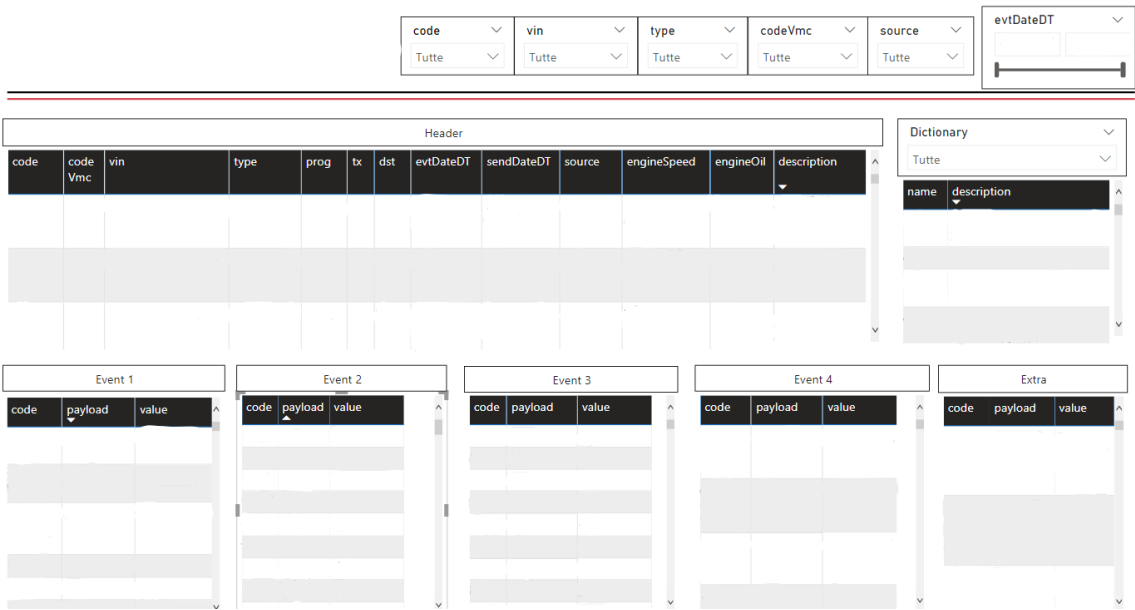 code vin type codeVmc source evtDateDT
Tutte Tutte Tutte Tutte Tutte
Header
code code Vmc vin type prog tx dst evtDateDT sendDateDT source engineSpeed engineOil description
Dictionary
Tutte
name description
Event 1
code payload value
Event 2
code payload value
Event 3
code payload value
Event 4
code payload value
Extra
code payload value